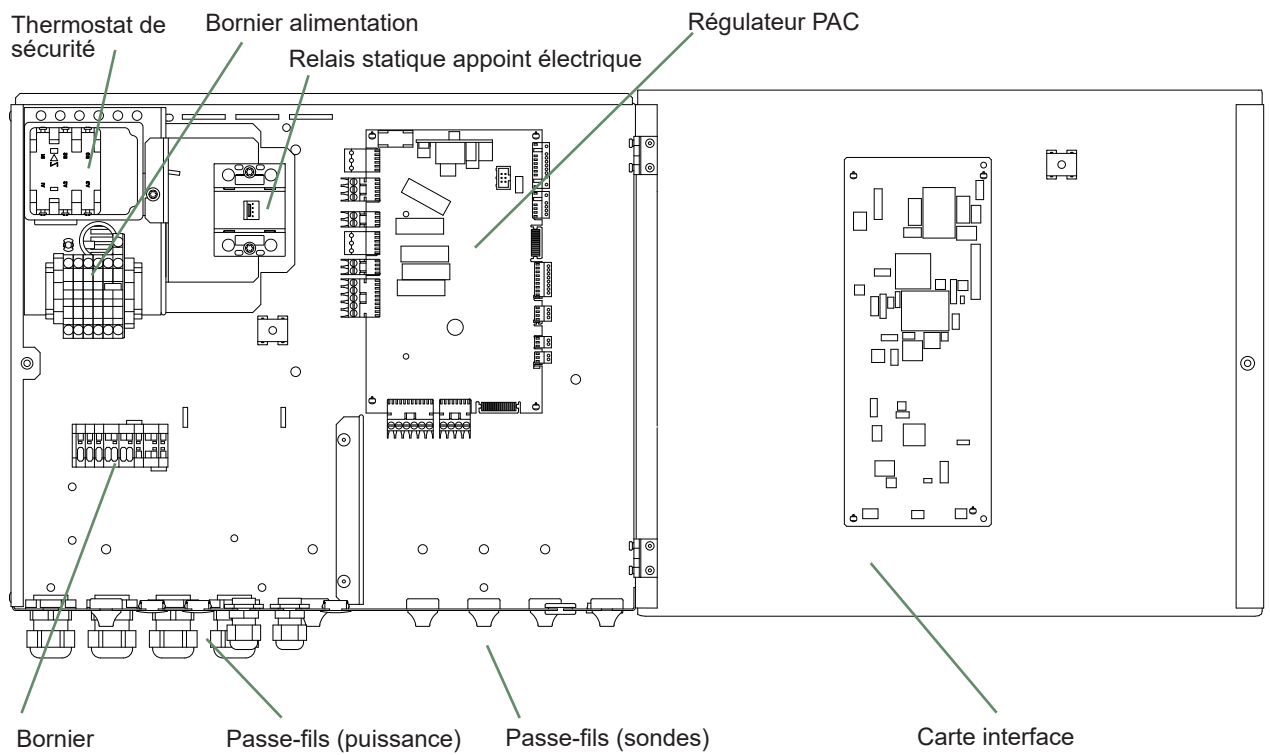 Thermostat de
sécurité
Bornier alimentation
Relais statique appoint électrique
Régulateur PAC
Bornier
Passe-fils (puissance)
Passe-fils (sondes)
Carte interface